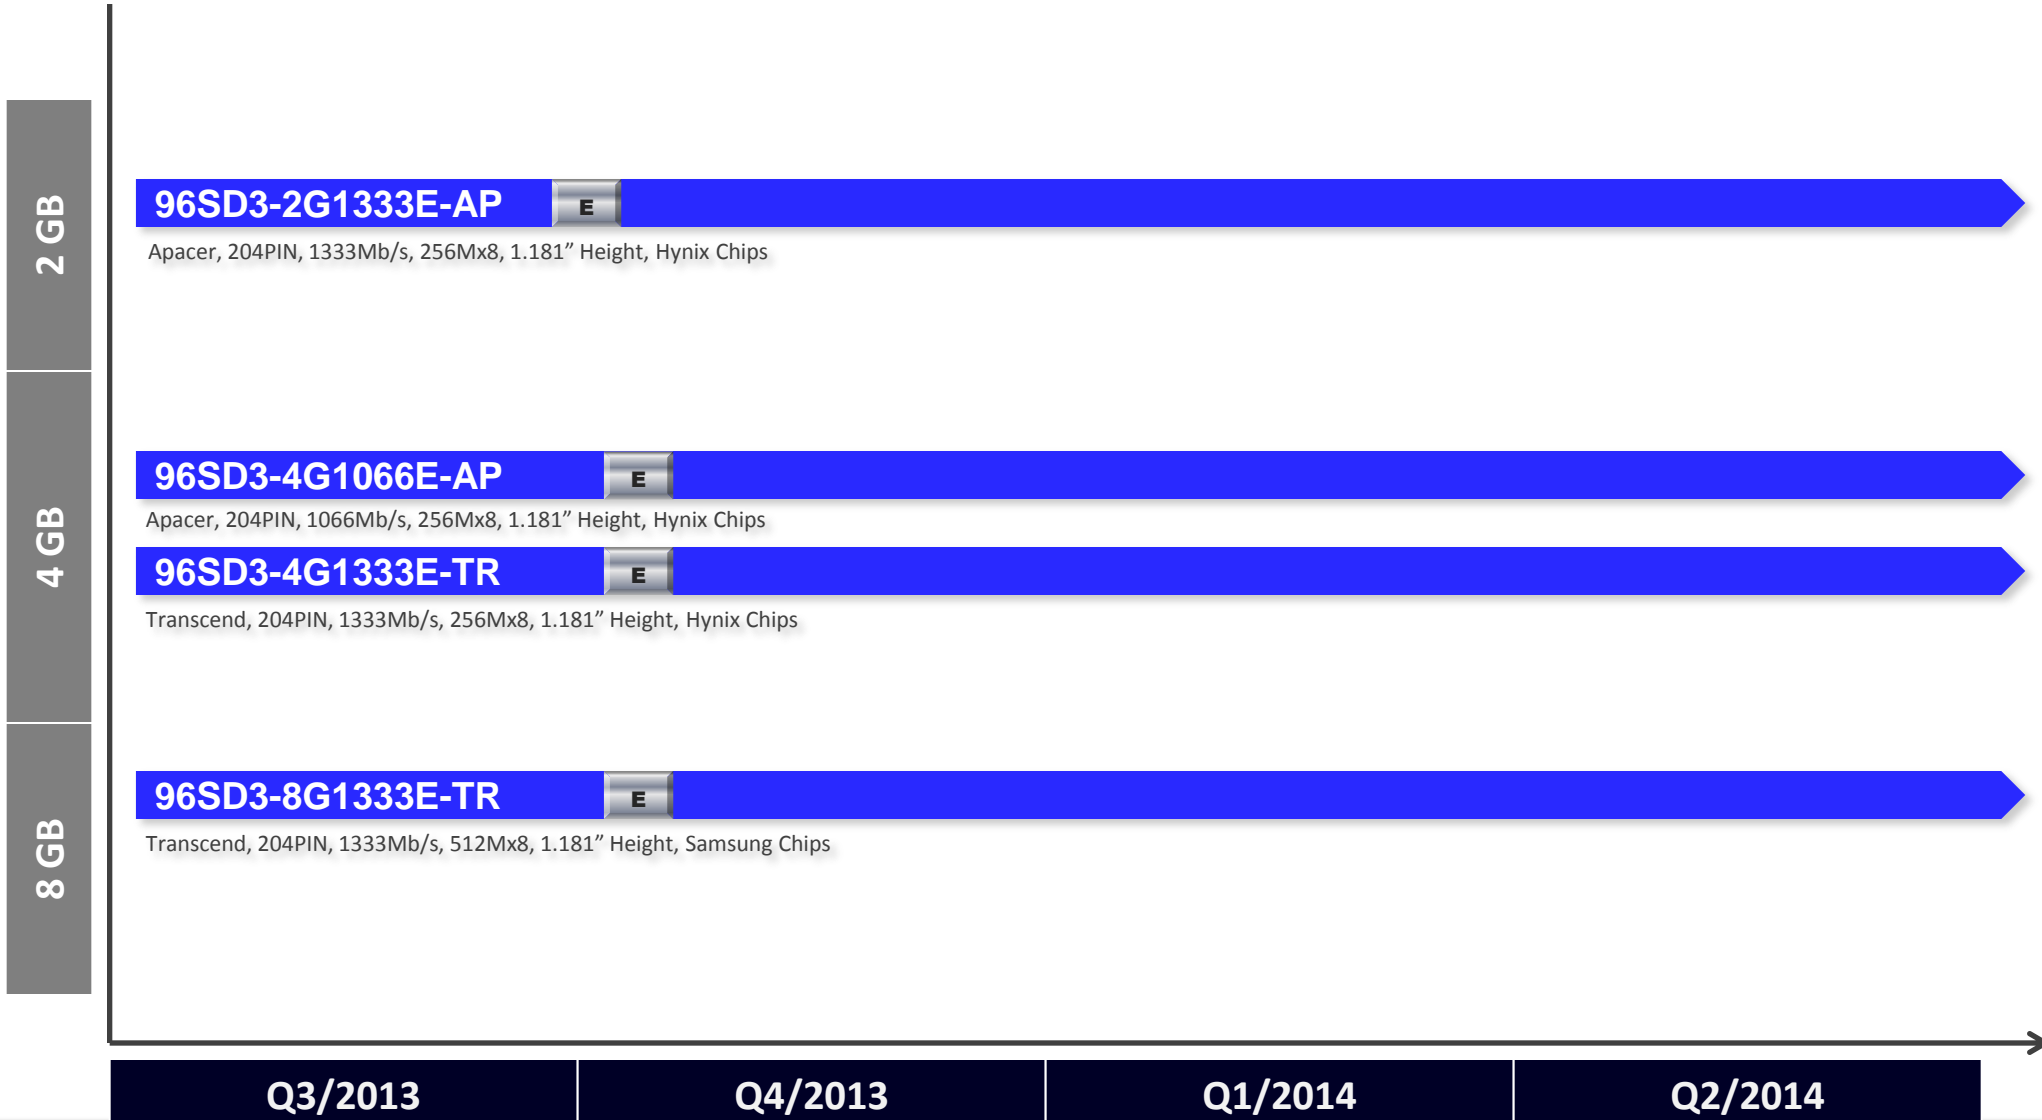 2 GB
96SD3-2G1333E-AP E
Apacer, 204PIN, 1333Mb/s, 256Mx8, 1.181” Height, Hynix Chips
4 GB
96SD3-4G1066E-AP E
Apacer, 204PIN, 1066Mb/s, 256Mx8, 1.181” Height, Hynix Chips
96SD3-4G1333E-TR E
Transcend, 204PIN, 1333Mb/s, 256Mx8, 1.181” Height, Hynix Chips
8 GB
96SD3-8G1333E-TR E
Transcend, 204PIN, 1333Mb/s, 512Mx8, 1.181” Height, Samsung Chips
Q3/2013 Q4/2013 Q1/2014 Q2/2014